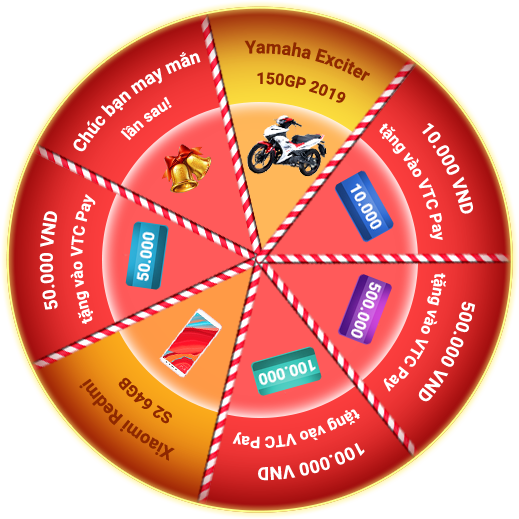 Yamaha Exciter
150GP 2019
10.000 VND
tặng vào VTC Pay
10.000
500.000 VND
tặng vào VTC Pay
500.000
100.000 VND
tặng vào VTC Pay
100.000
Xiaomi Redmi
S2 64GB
50.000 VND
tặng vào VTC Pay
50.000
Chúc bạn may mắn
lần sau!